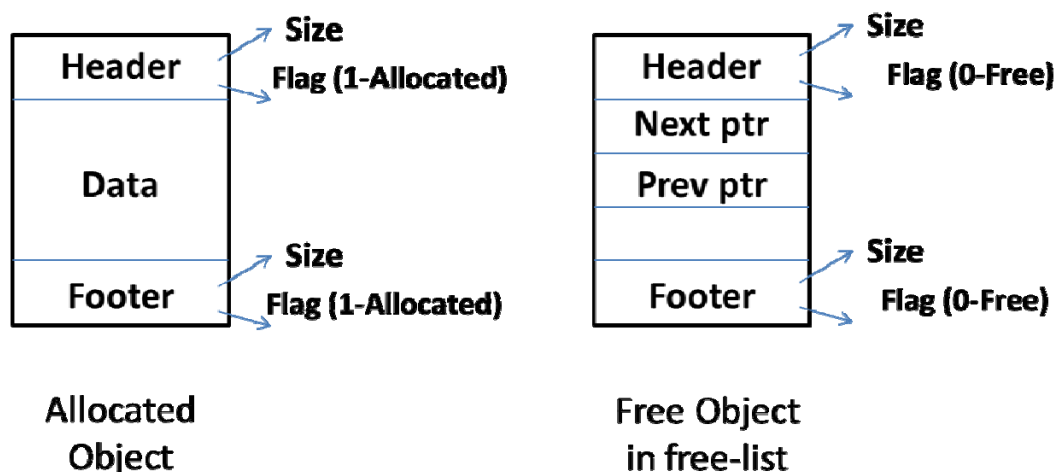 Header
Size
Flag (1-Allocated)
Data
Footer
Size
Flag (1-Allocated)
Allocated
Object
Header
Size
Flag (0-Free)
Next ptr
Prev ptr
Footer
Size
Flag (0-Free)
Free Object
in free-list